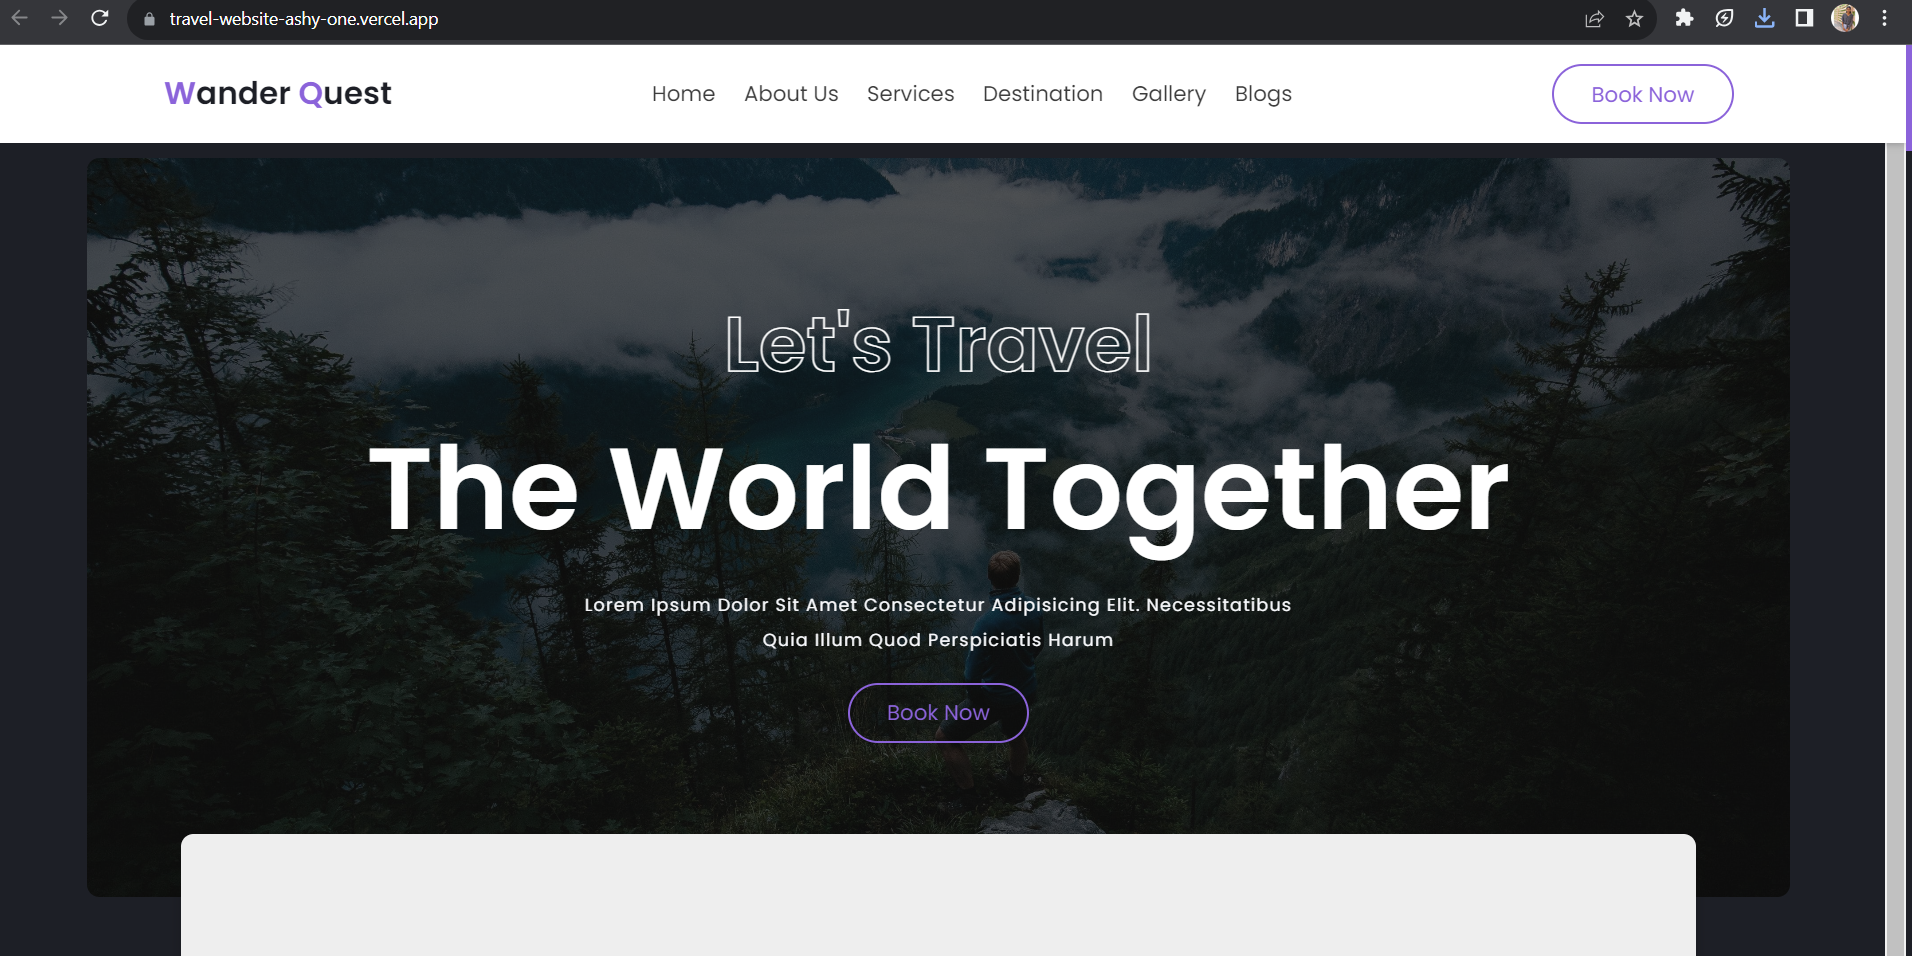 travel-website-ashy-one.vercel.app
Wander Quest
Home About Us Services Destination Gallery Blogs
Book Now
Let's Travel
The World Together
Lorem Ipsum Dolor Sit Amet Consectetur Adipisicing Elit. Necessitatibus
Quia Illum Quod Perspiciatis Harum
Book Now